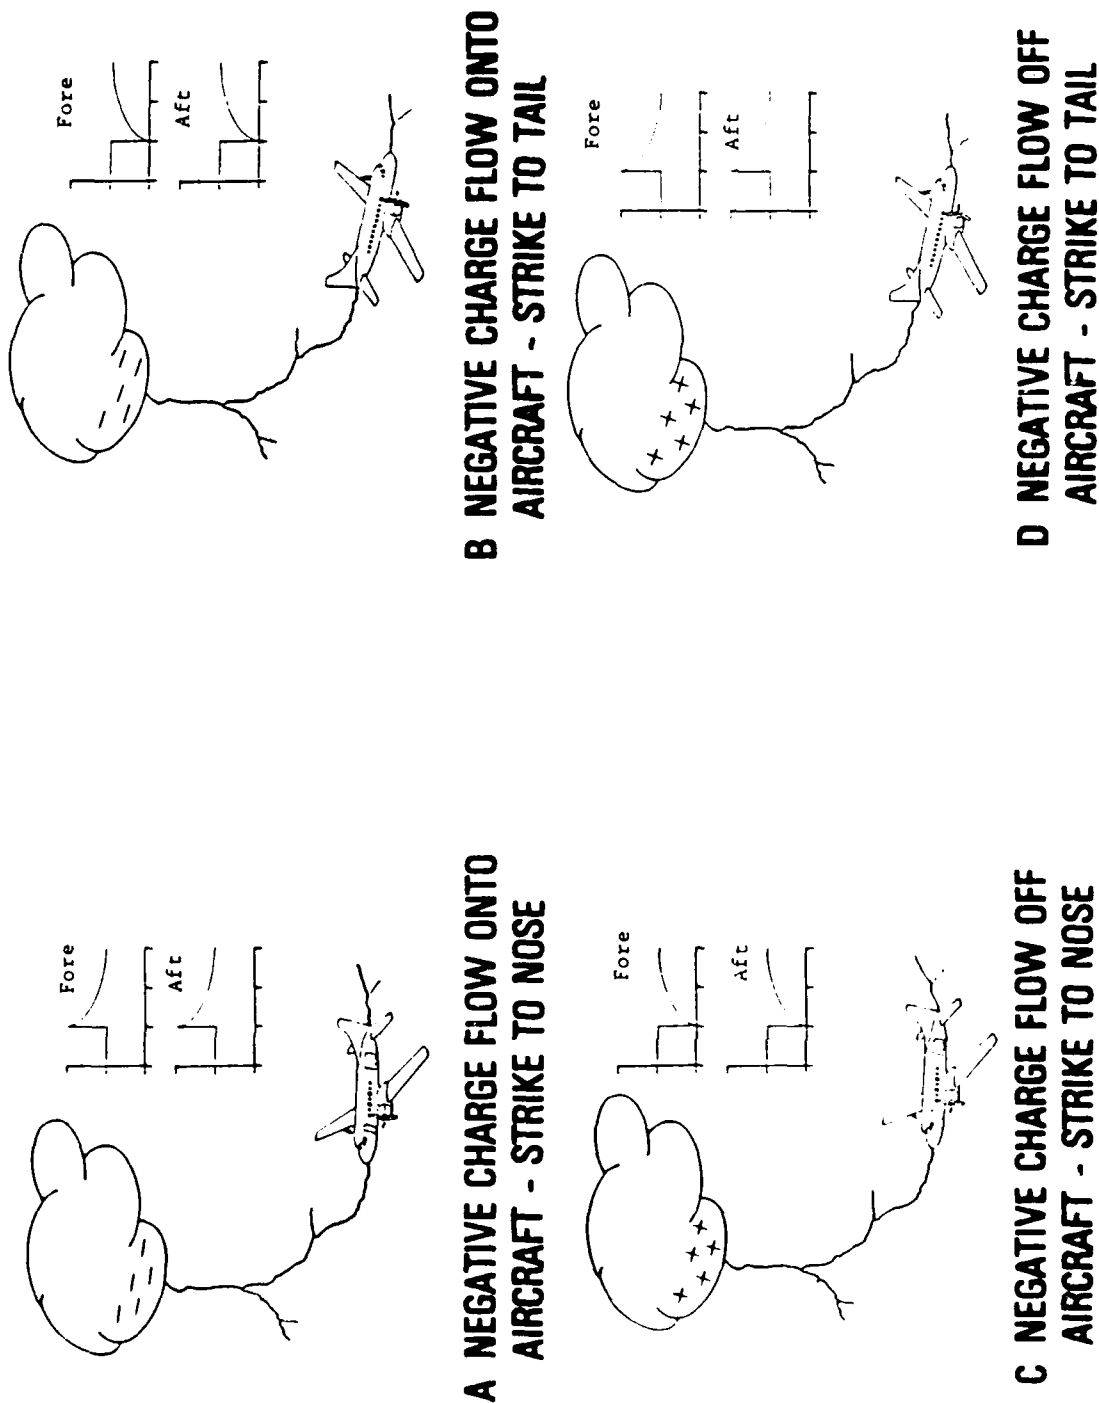 Fore
Aft
A NEGATIVE CHARGE FLOW ONTO
AIRCRAFT - STRIKE TO NOSE
Fore
Aft
B NEGATIVE CHARGE FLOW ONTO
AIRCRAFT - STRIKE TO TAIL
Fore
Aft
C NEGATIVE CHARGE FLOW OFF
AIRCRAFT - STRIKE TO NOSE
Fore
Aft
D NEGATIVE CHARGE FLOW OFF
AIRCRAFT - STRIKE TO TAIL